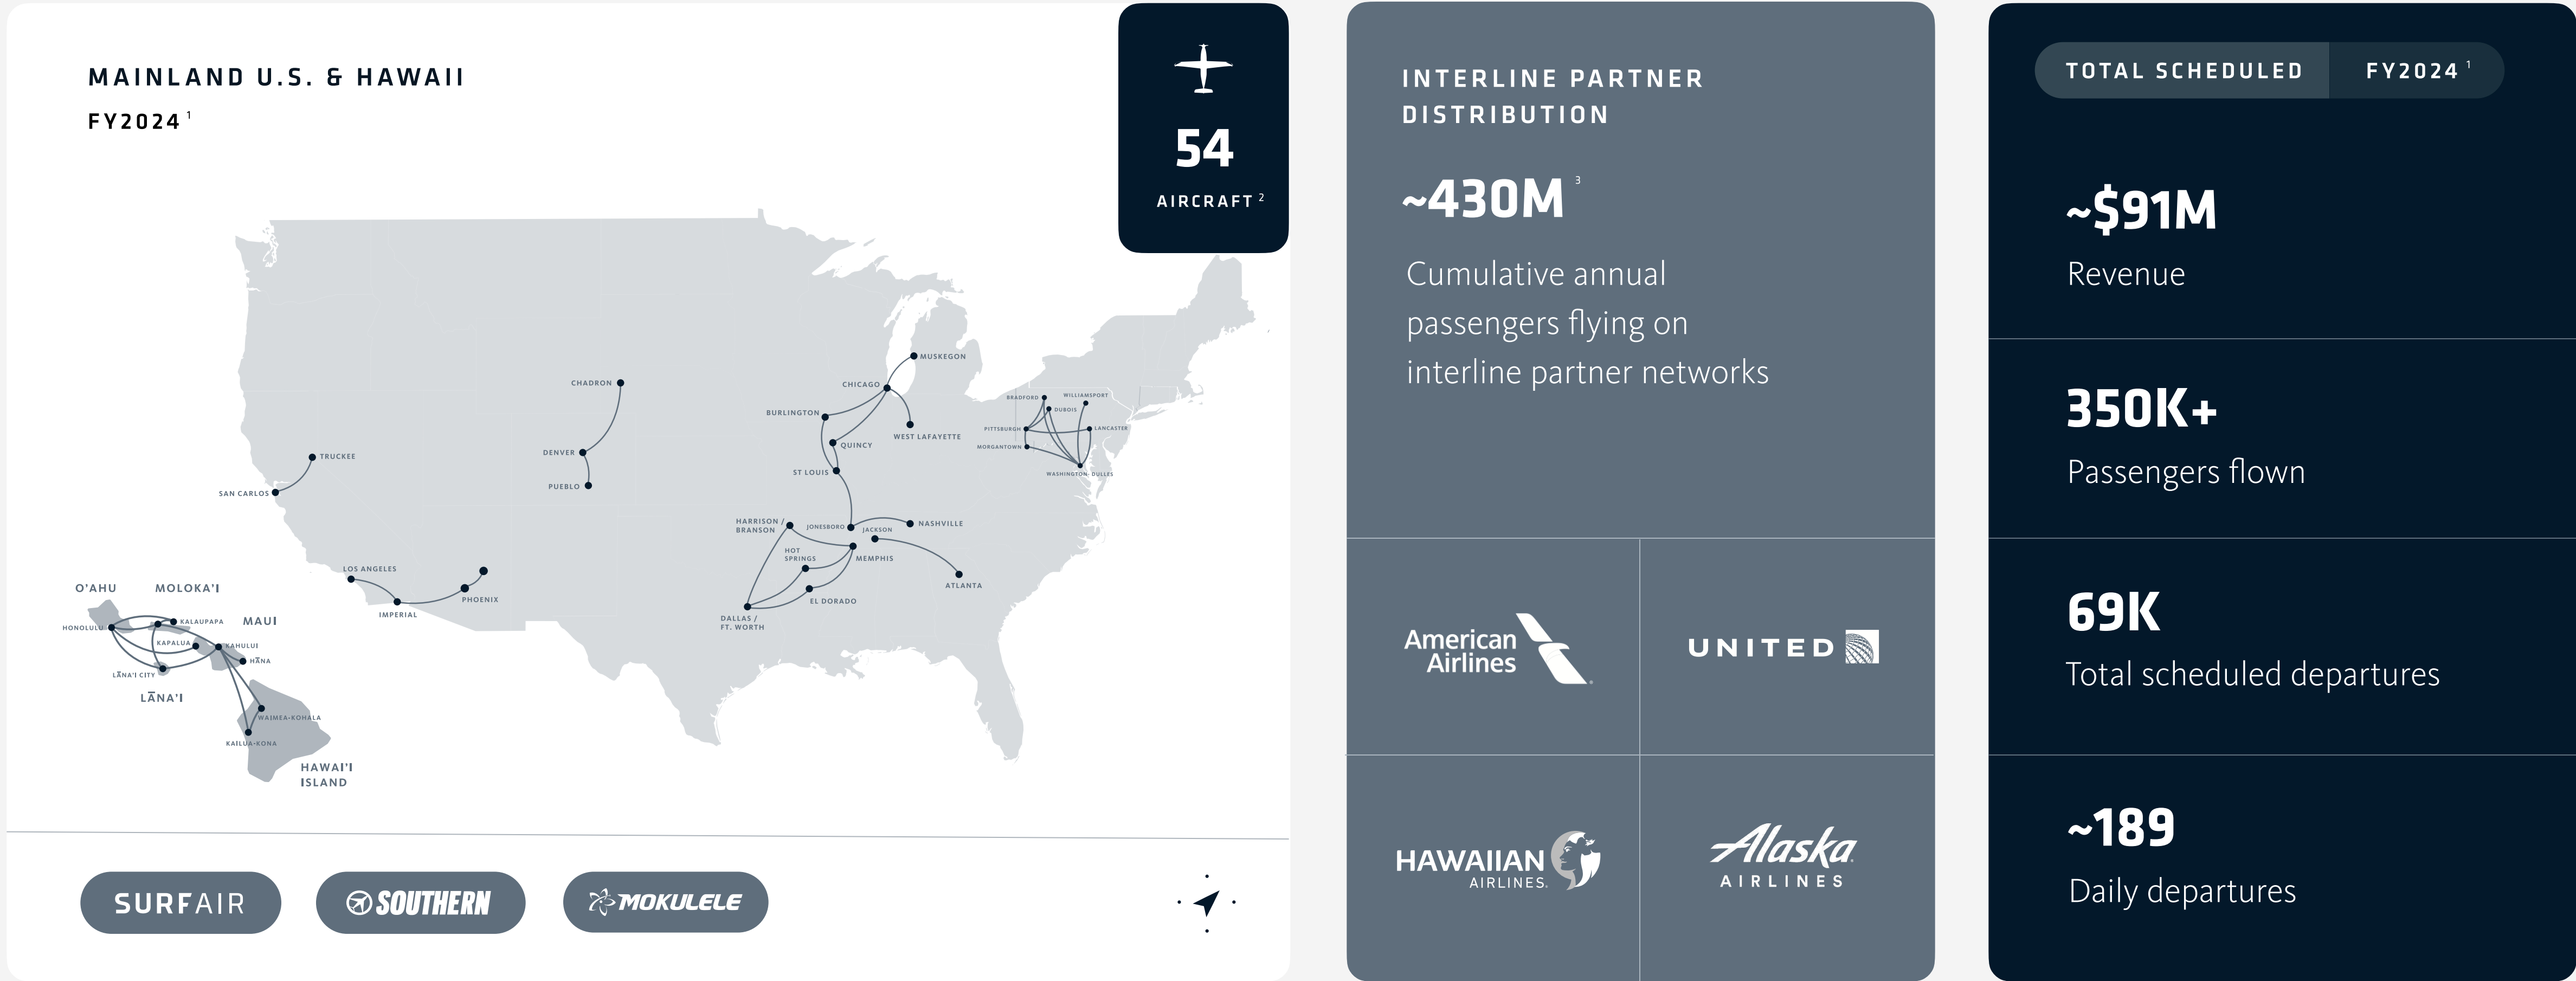 MAINLAND U.S. & HAWAII
FY2024 1
54
AIRCRAFT 2
MUSKEGON
CHADRON
CHICAGO
BURLINGTON
WEST LAFAYETTE
QUINCY
DENVER
ST LOUIS
PUEBLO
BRADFORD
WILLIAMSPORT
DUBOIS
PITTSBURGH
LANCASTER
MORGANTOWN
WASHINGTON- DULLES
TRUCKEE
SAN CARLOS
HARRISON /
BRANSON
JONESBORO
JACKSON
NASHVILLE
HOT
SPRINGS
MEMPHIS
ATLANTA
EL DORADO
DALLAS /
FT. WORTH
LOS ANGELES
IMPERIAL
PHOENIX
O'AHU
MOLOKA'I
HONOLULU
KALAUPAPA
MAUI
KAPALUA
KAHULUI
HĀNA
LĀNA'I CITY
LĀNA'I
WAIMEA-KOHALA
KAILUA-KONA
HAWAI'I
ISLAND
SURFAIR
SOUTHERN
MOKULELE
INTERLINE PARTNER
DISTRIBUTION
~430M 3
Cumulative annual
passengers flying on
interline partner networks
American
Airlines
UNITED
HAWAIIAN
AIRLINES
Alaska
AIRLINES
TOTAL SCHEDULED FY2024 1
~$91M
Revenue
350K+
Passengers flown
69K
Total scheduled departures
~189
Daily departures